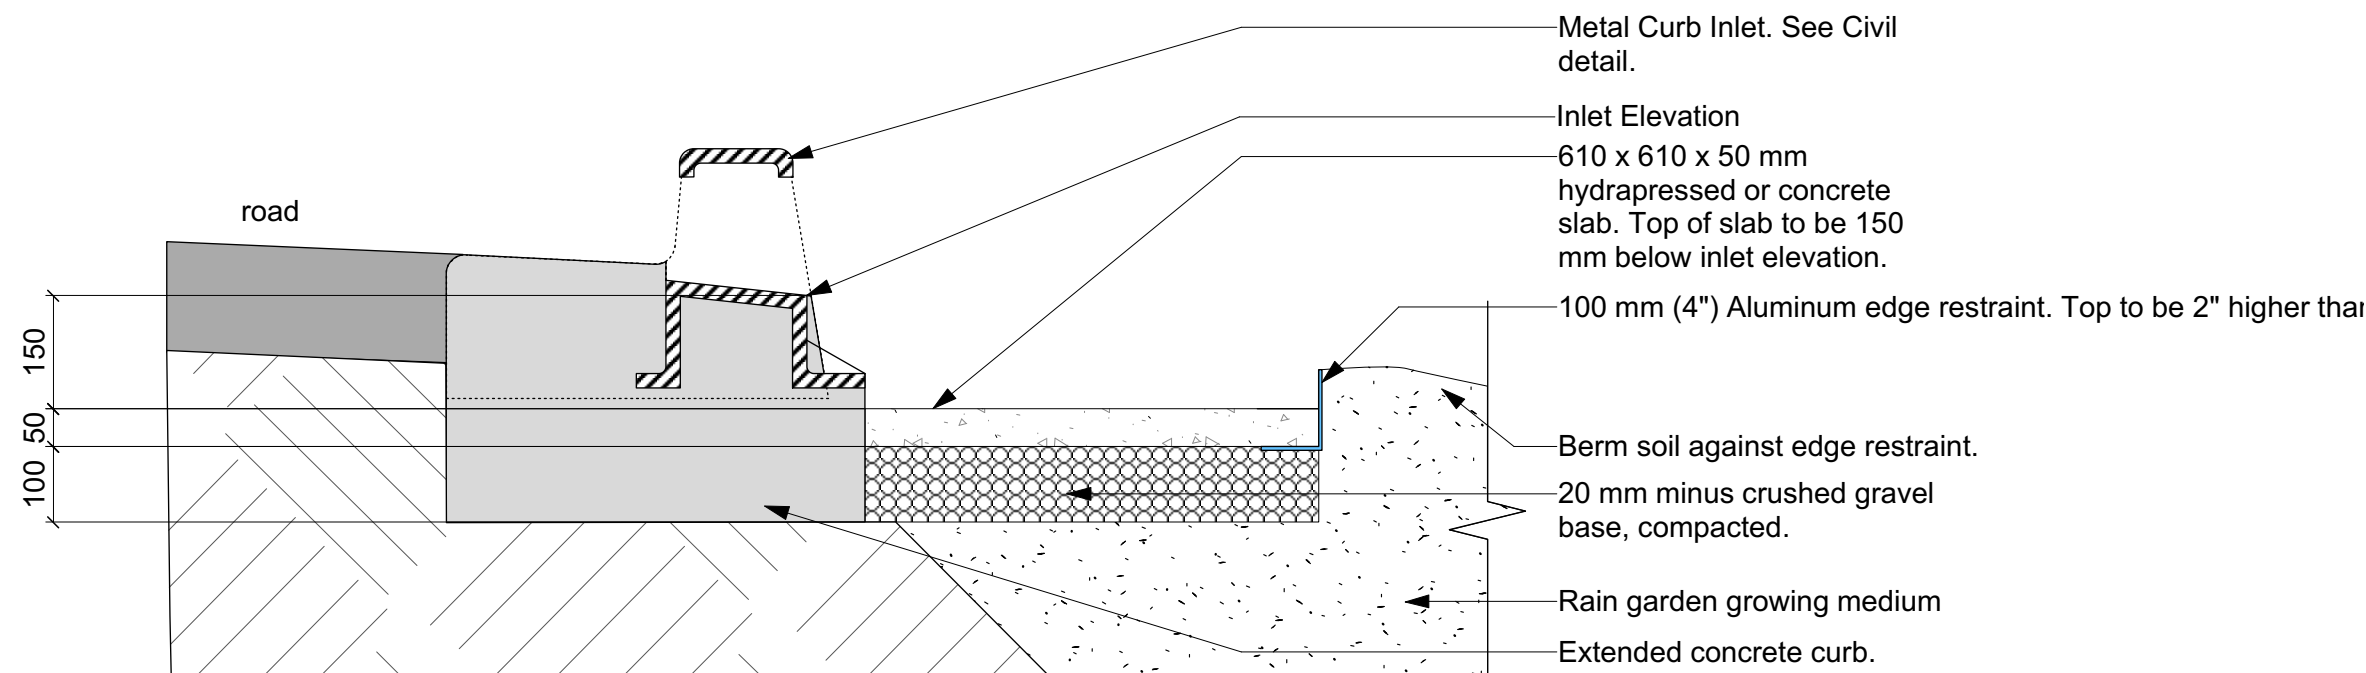 Metal Curb Inlet. See Civil
detail.
Inlet Elevation
610 x 610 x 50 mm
hydrapressed or concrete
slab. Top of slab to be 150
mm below inlet elevation.
road
100 mm (4") Aluminum edge restraint. Top to be 2" higher
150
50
100
Berm soil against edge restraint.
20 mm minus crushed gravel
base, compacted.
Rain garden growing medium
Extended concrete curb.